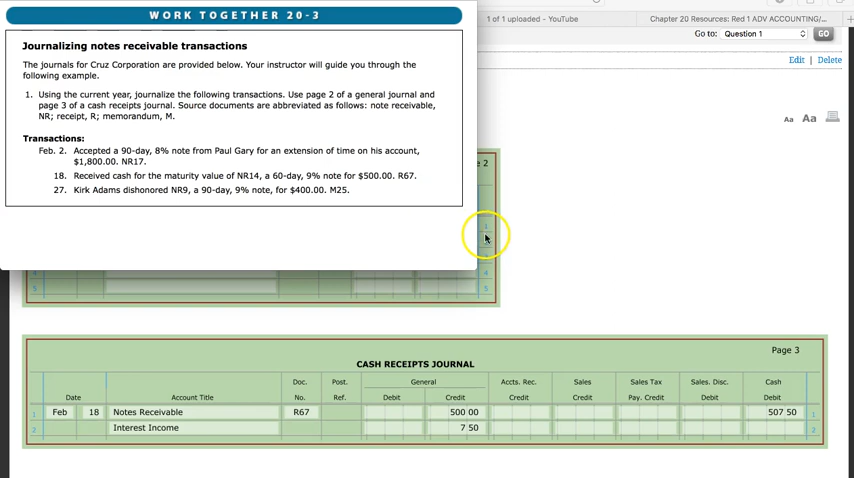 WORK TOGETHER 20-3
1 of 1 uploaded - YouTube
Chapter 20 Resources: Red 1 ADV ACCOUNTING/...
Go to: Question 1 GO
Edit | Delete
Journalizing notes receivable transactions
The journals for Cruz Corporation are provided below. Your instructor will guide you through the
following example.
1. Using the current year, journalize the following transactions. Use page 2 of a general journal and
page 3 of a cash receipts journal. Source documents are abbreviated as follows: note receivable,
NR; receipt, R; memorandum, M.
Aa Aa
Transactions:
Feb. 2. Accepted a 90-day, 8% note from Paul Gary for an extension of time on his account,
$1,800.00. NR17.
18. Received cash for the maturity value of NR14, a 60-day, 9% note for $500.00. R67.
27. Kirk Adams dishonored NR9, a 90-day, 9% note, for $400.00. M25.
e 2
1
4
5 5
Page 3
CASH RECEIPTS JOURNAL
Doc. Post. General Accts. Rec. Sales Sales Tax Sales. Disc. Cash
Date Account Title No. Ref. Debit Credit Credit Credit Pay. Credit Debit Debit
1 Feb 18 Notes Receivable R67 500 00 507 50 1
2 Interest Income 7 50 2